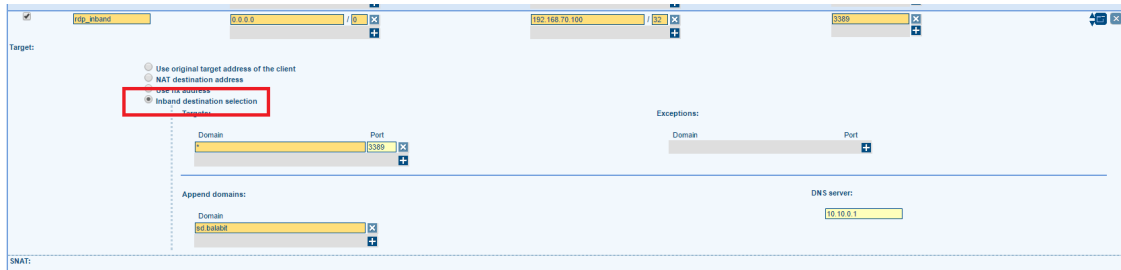 rdp_inband 0.0.0.0 / 0 192.168.70.100 / 32 3389
Target:
Use original target address of the client
NAT destination address
Use fix address
Inband destination selection
Targets: Exceptions:
Domain Port Domain Port
* 3389
Append domains: DNS server:
Domain 10.10.0.1
sd.balabit
SNAT: